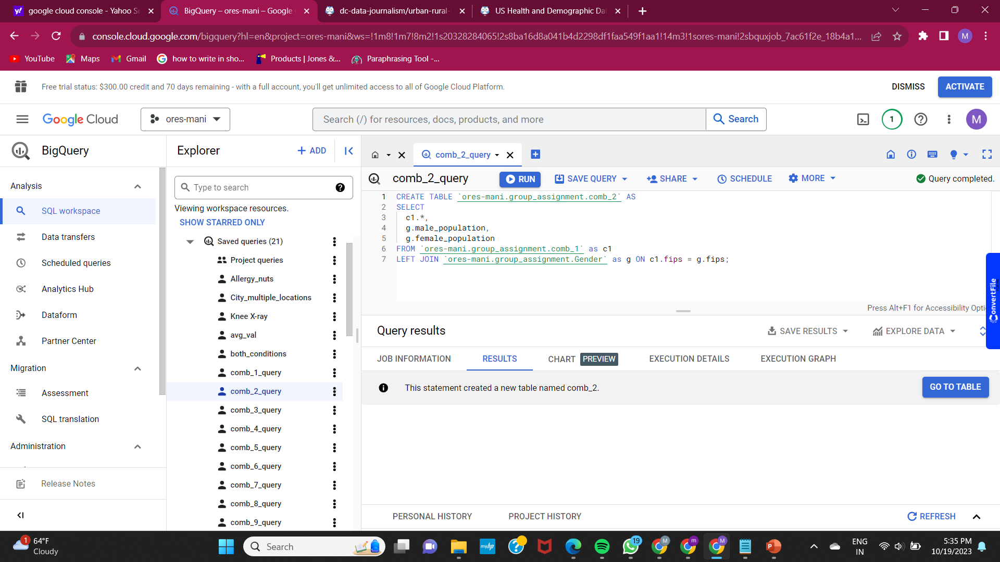 google cloud console - Yahoo Se
BigQuery – ores-mani – Google
dc-data-journalism/urban-rural-
US Health and Demographic Da
console.cloud.google.com/bigquery?hl=en&project=ores-mani&ws=!1m8!1m7!8m2!1s20328284065!2s8ba16d8a041b4d2298df1faa549f1aa1!14m3!1sores-mani!2sbquxjob_7ac61f2e_18b4a1...
M
YouTube
Maps
Gmail
how to write in sho...
Products | Jones &...
Paraphrasing Tool -...
Free trial status: $300.00 credit and 70 days remaining - with a full account, you'll get unlimited access to all of Google Cloud Platform.
DISMISS
ACTIVATE
Google Cloud
ores-mani
Search (/) for resources, docs, products, and more
Search
1
M
BigQuery
Analysis
SQL workspace
Data transfers
Scheduled queries
Analytics Hub
Dataform
Partner Center
Migration
Assessment
SQL translation
Administration
Release Notes
Explorer
+ ADD
Type to search
Viewing workspace resources.
SHOW STARRED ONLY
Saved queries (21)
Project queries
Allergy_nuts
City_multiple_locations
Knee X-ray
avg_val
both_conditions
comb_1_query
comb_2_query
comb_3_query
comb_4_query
comb_5_query
comb_6_query
comb_7_query
comb_8_query
comb_9_query
comb_2_query
comb_2_query
RUN
SAVE QUERY
SHARE
SCHEDULE
MORE
Query completed.
1 CREATE TABLE `ores-mani.group_assignment.comb_2` AS
2 SELECT
3 c1.*,
4 g.male_population,
5 g.female_population
6 FROM `ores-mani.group_assignment.comb_1` as c1
7 LEFT JOIN `ores-mani.group_assignment.Gender` as g ON c1.fips = g.fips;
Press Alt+F1 for Accessibility Opti
ConvertFile
Query results
SAVE RESULTS
EXPLORE DATA
JOB INFORMATION
RESULTS
CHART PREVIEW
EXECUTION DETAILS
EXECUTION GRAPH
This statement created a new table named comb_2.
GO TO TABLE
PERSONAL HISTORY
PROJECT HISTORY
REFRESH
1
64°F
Cloudy
Search
myhp
19
M
m
M
P
ENG
IN
5:35 PM
10/19/2023